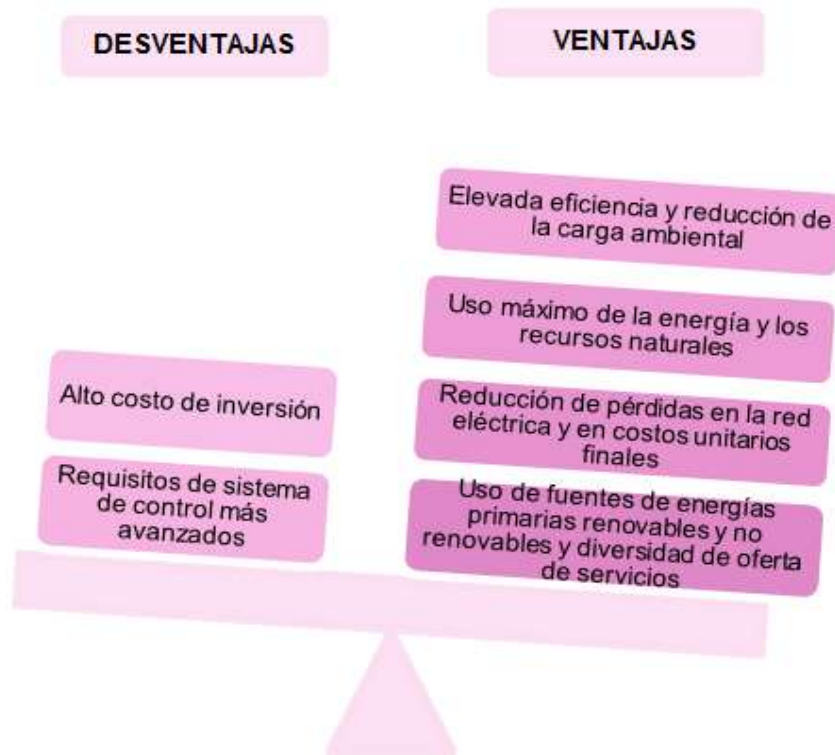 DESVENTAJAS
Alto costo de inversión
Requisitos de sistema
de control más
avanzados
VENTAJAS
Elevada eficiencia y reducción de
la carga ambiental
Uso máximo de la energía y los
recursos naturales
Reducción de pérdidas en la red
eléctrica y en costos unitarios
finales
Uso de fuentes de energías
primarias renovables y no
renovables y diversidad de oferta
de servicios